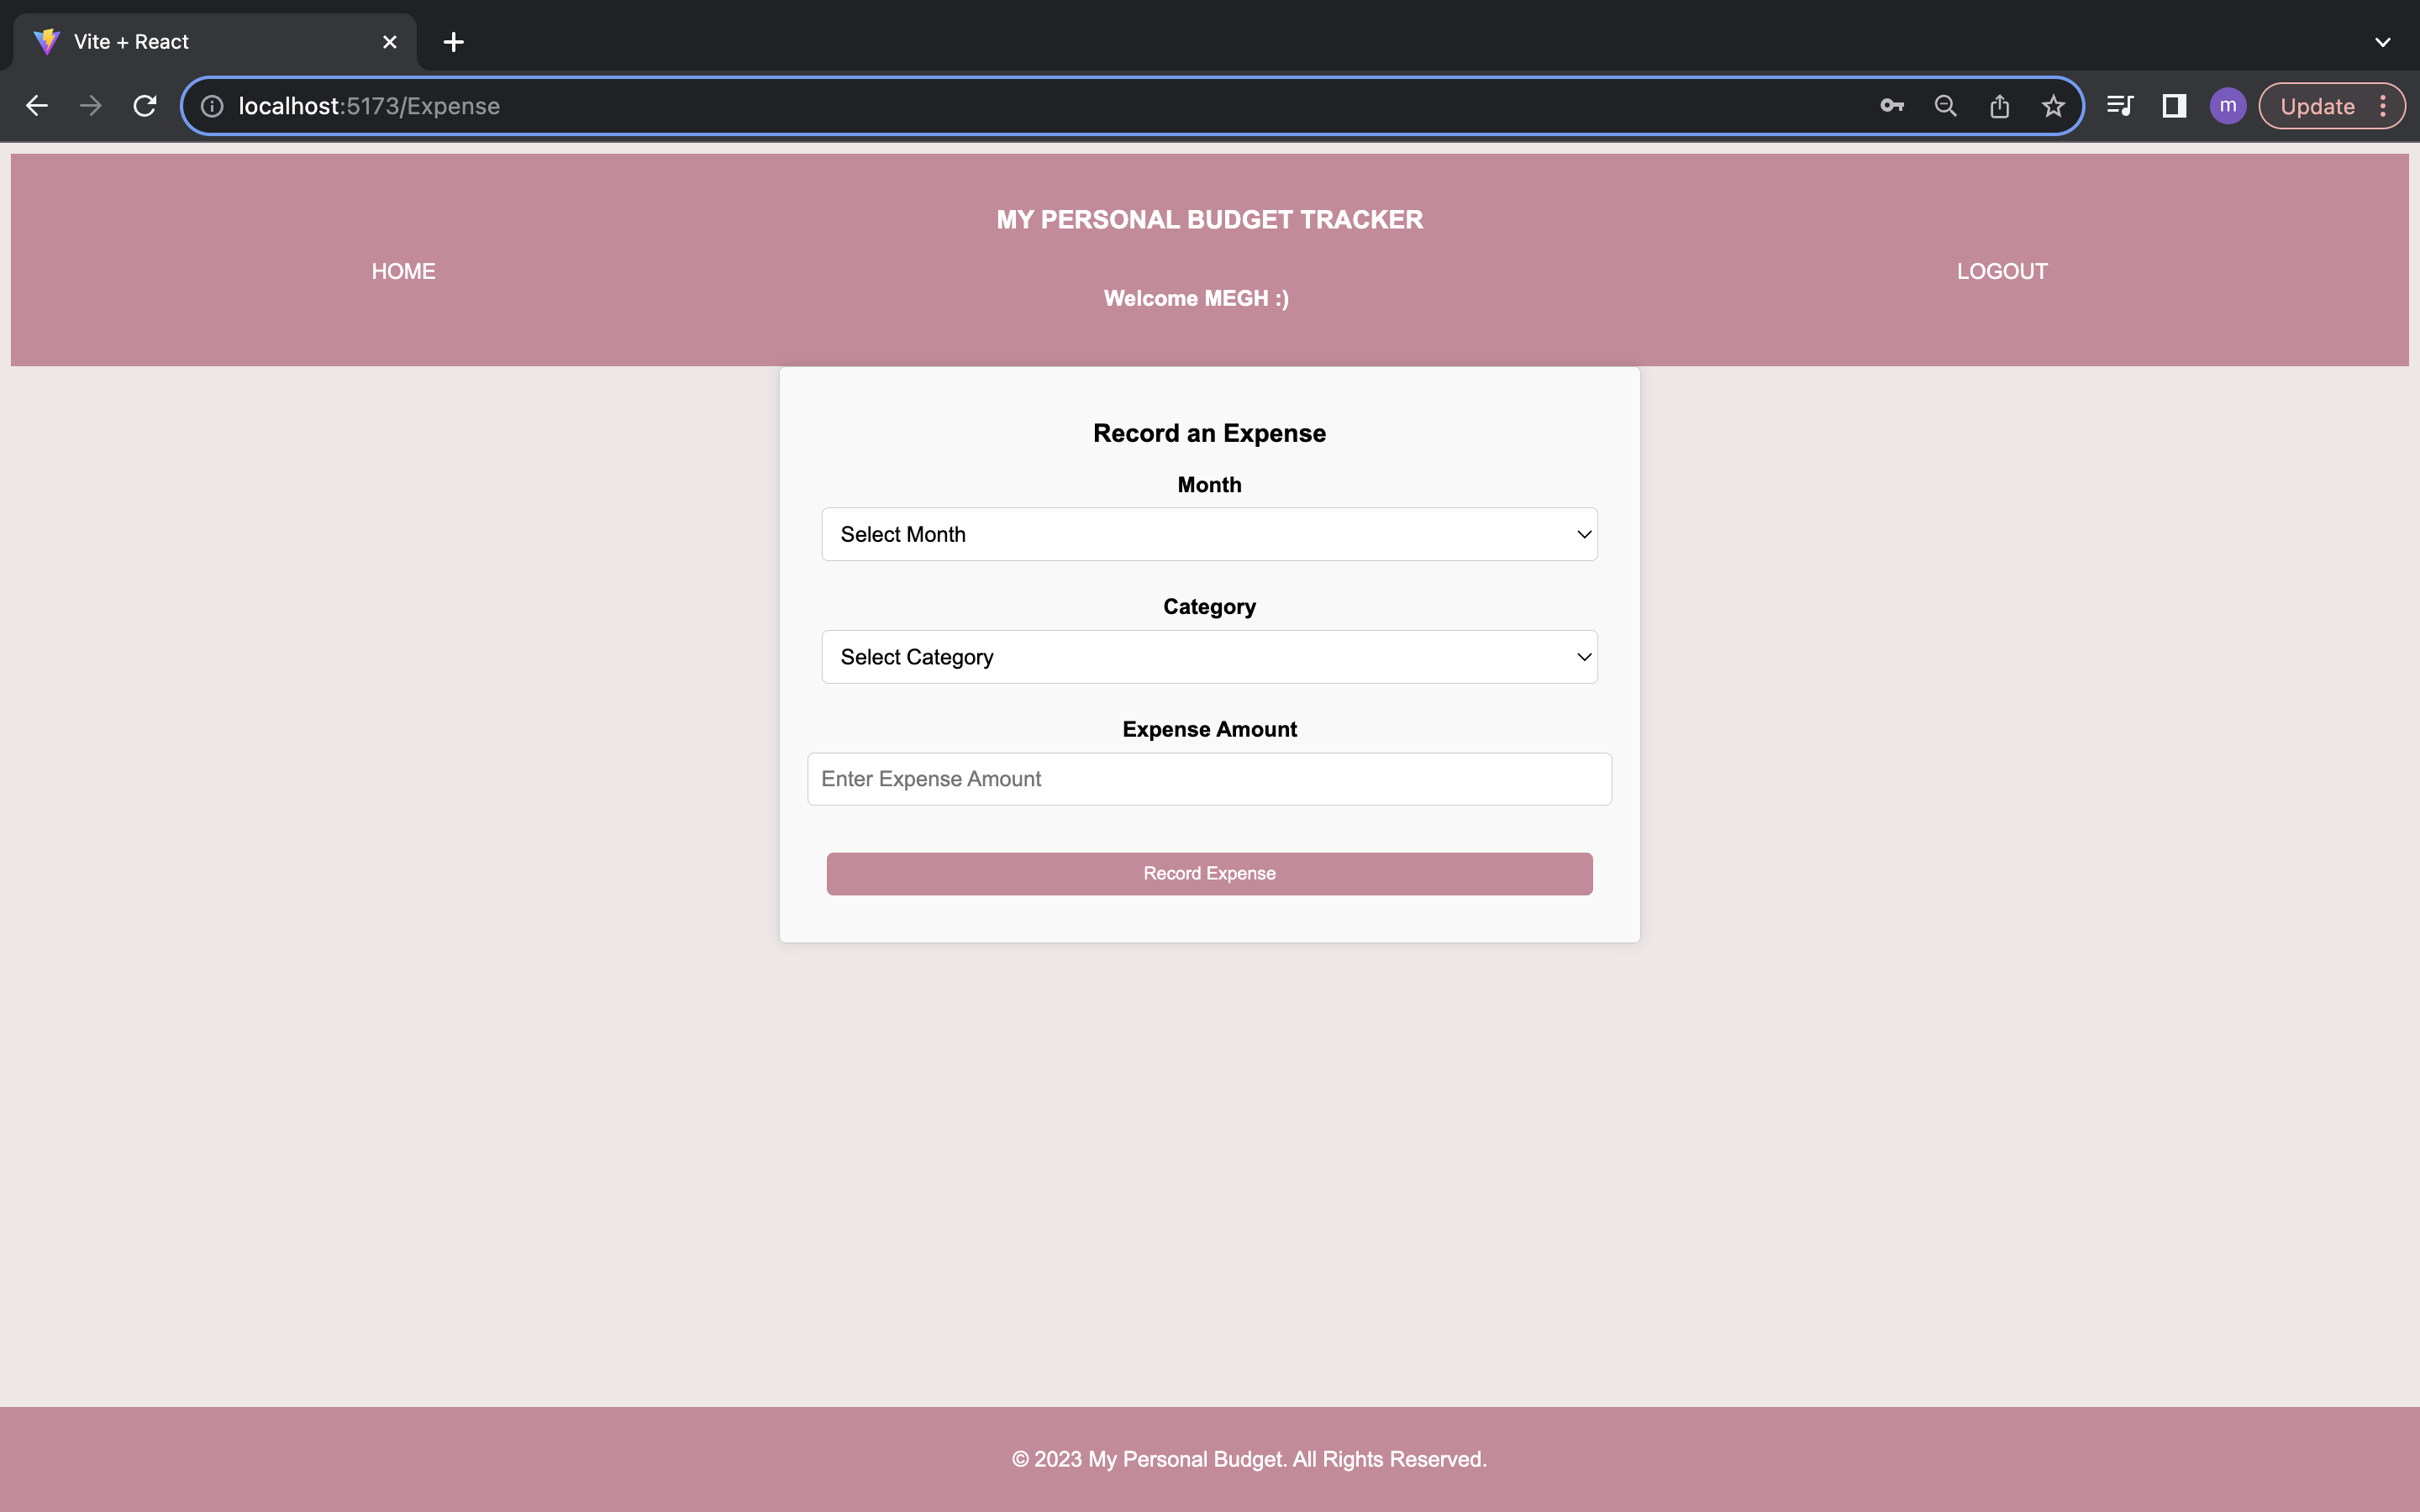 Vite + React
localhost:5173/Expense
m
Update
MY PERSONAL BUDGET TRACKER
HOME
LOGOUT
Welcome MEGH :)
Record an Expense
Month
Select Month
Category
Select Category
Expense Amount
Enter Expense Amount
Record Expense
© 2023 My Personal Budget. All Rights Reserved.